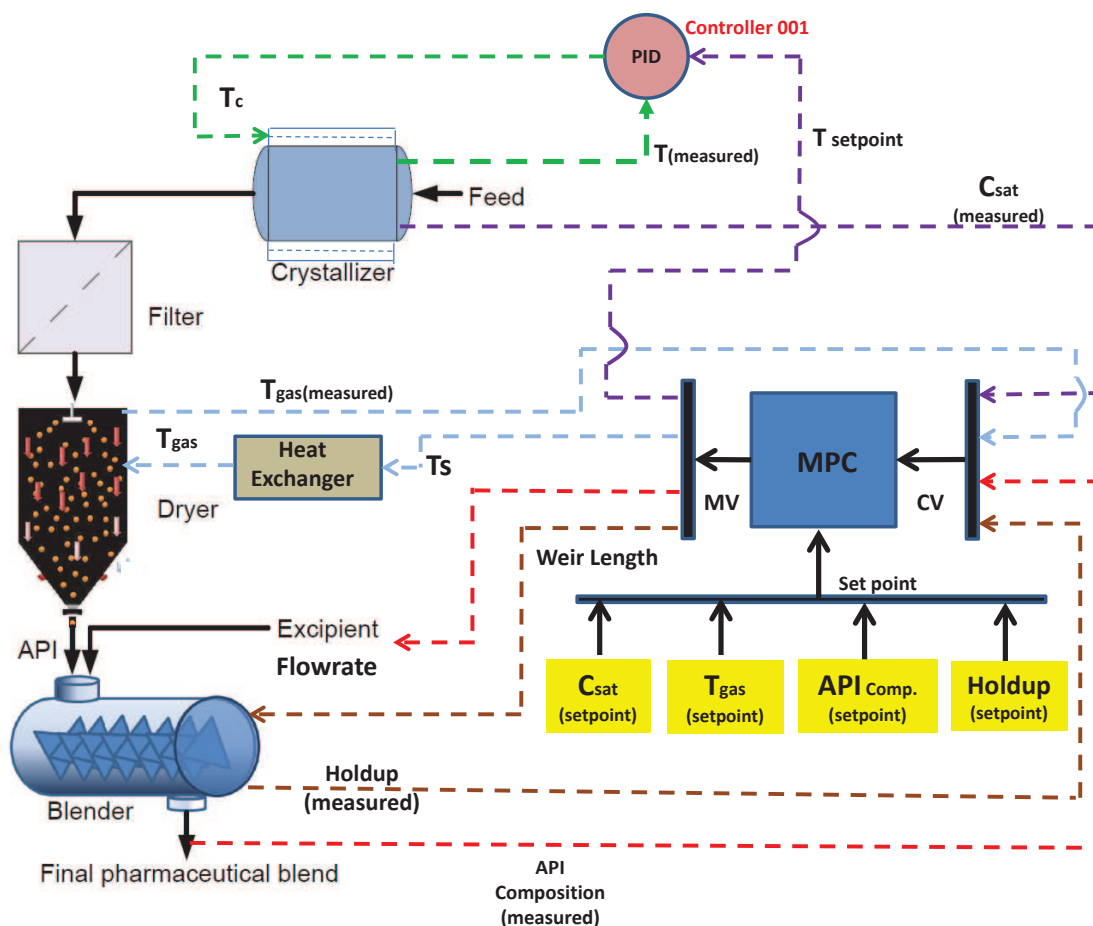 Controller 001
PID
Tc
T(measured)
T setpoint
Feed
Csat
(measured)
Crystallizer
Filter
Tgas(measured)
Tgas
Heat
Exchanger
Ts
MPC
MV
CV
Dryer
Weir Length
Set point
API
Excipient
Flowrate
Csat
(setpoint)
Tgas
(setpoint)
API Comp.
(setpoint)
Holdup
(setpoint)
Holdup
(measured)
Blender
Final pharmaceutical blend
API
Composition
(measured)